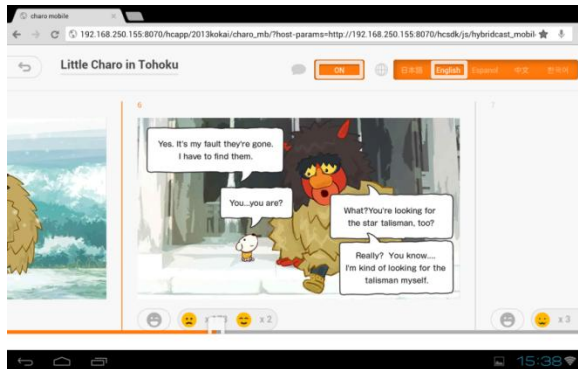 charo mobile
192.168.250.155:8070/hcapp/2013kokai/charo_mb/?host-params=http://192.168.250.155:8070/hcsdk/js/hybridcast_mobil
Little Charo in Tohoku
ON
日本語 English Espanol 中文 한국어
6
7
Yes. It's my fault they're gone.
I have to find them.
You...you are?
What?You're looking for
the star talisman, too?
Really? You know....
I'm kind of looking for the
talisman myself.
x 2
x 3
15:38